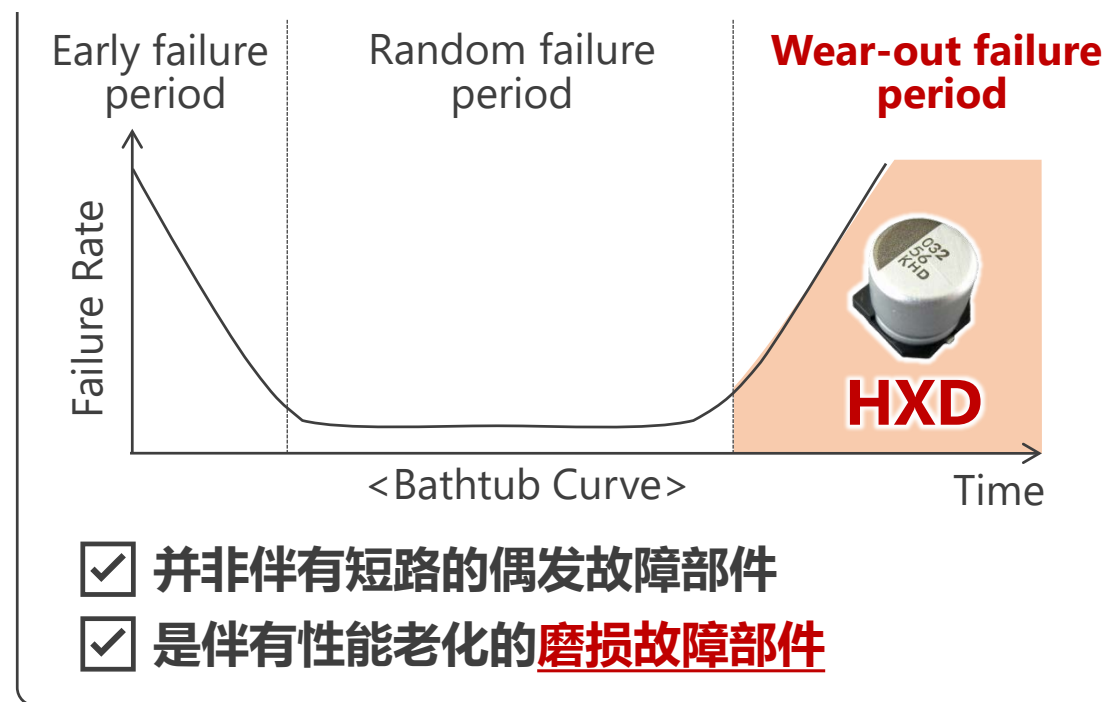 Early failure
period
Random failure
period
Wear-out failure
period
Failure Rate
032
56
KHD
HXD
<Bathtub Curve>
Time
并非伴有短路的偶发故障部件
是伴有性能老化的磨损故障部件